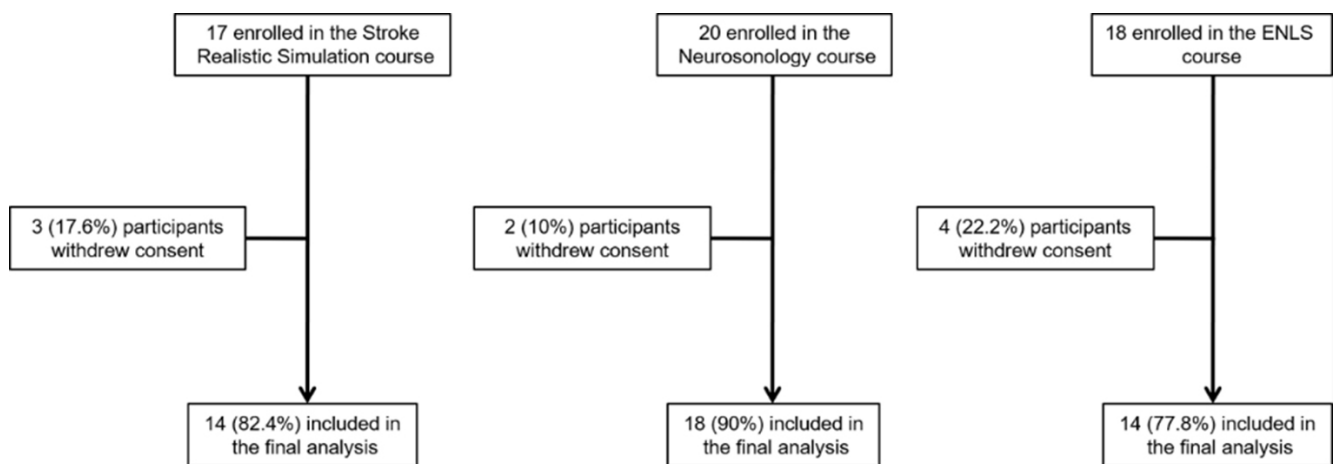 17 enrolled in the Stroke
Realistic Simulation course
20 enrolled in the
Neurosonology course
18 enrolled in the ENLS
course
3 (17.6%) participants
withdrew consent
2 (10%) participants
withdrew consent
4 (22.2%) participants
withdrew consent
14 (82.4%) included in
the final analysis
18 (90%) included in
the final analysis
14 (77.8%) included in
the final analysis